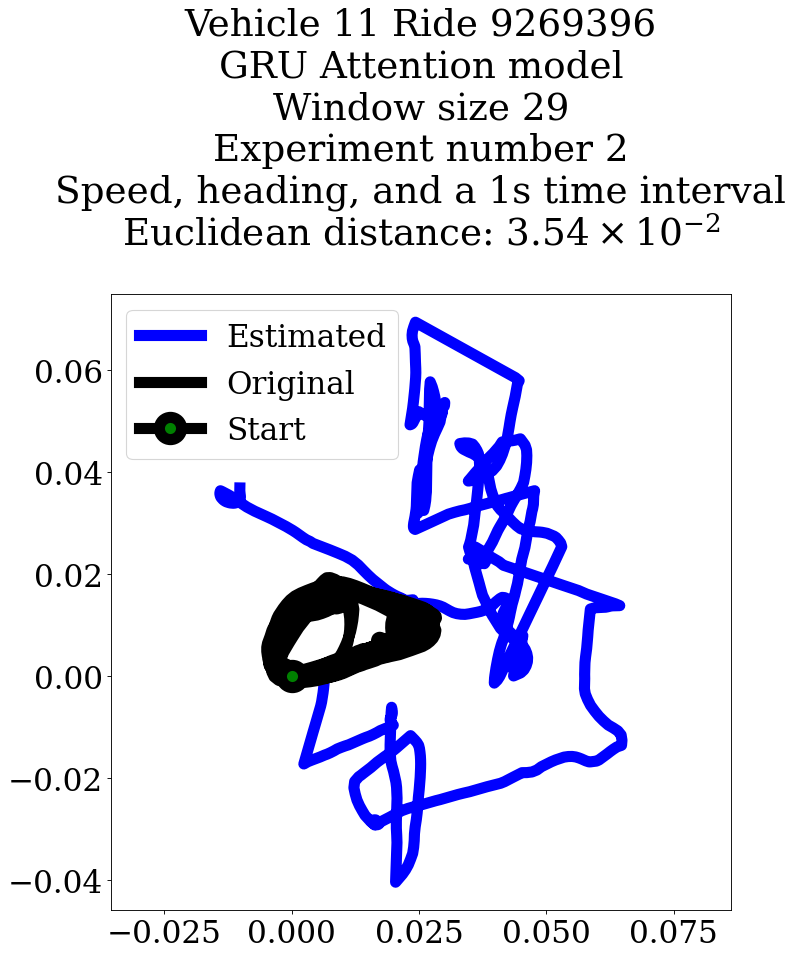 Vehicle 11 Ride 9269396
GRU Attention model
Window size 29
Experiment number 2
Speed, heading, and a 1s time interval
Euclidean distance: 3.54 × 10⁻²
Estimated
Original
Start
0.06
0.04
0.02
0.00
−0.02
−0.04
−0.025 0.000 0.025 0.050 0.075